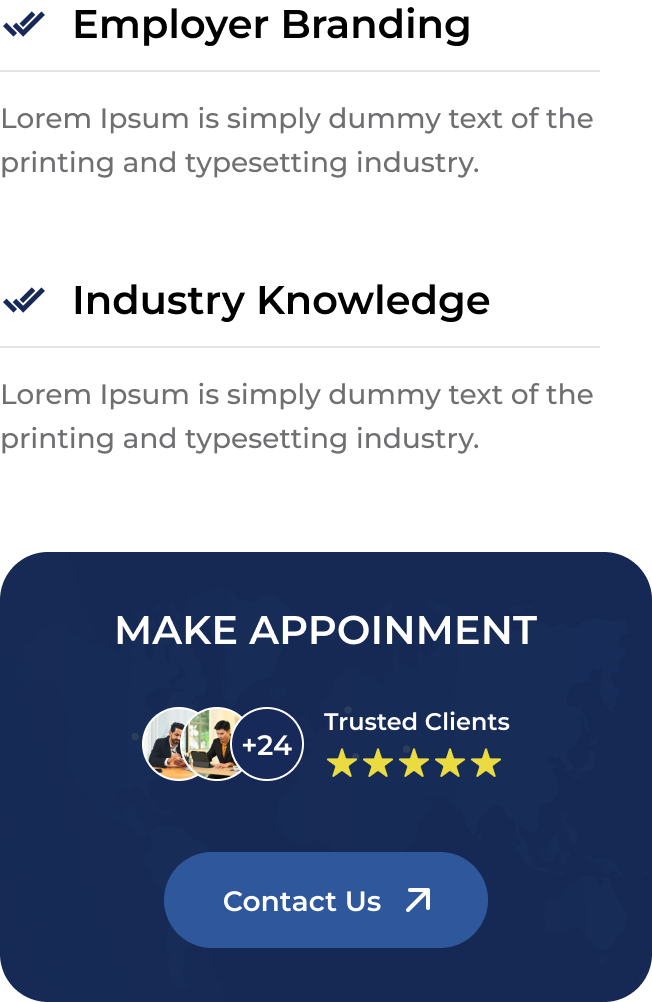 Employer Branding
Lorem Ipsum is simply dummy text of the
printing and typesetting industry.
Industry Knowledge
Lorem Ipsum is simply dummy text of the
printing and typesetting industry.
MAKE APPOINMENT
+24
Trusted Clients
Contact Us